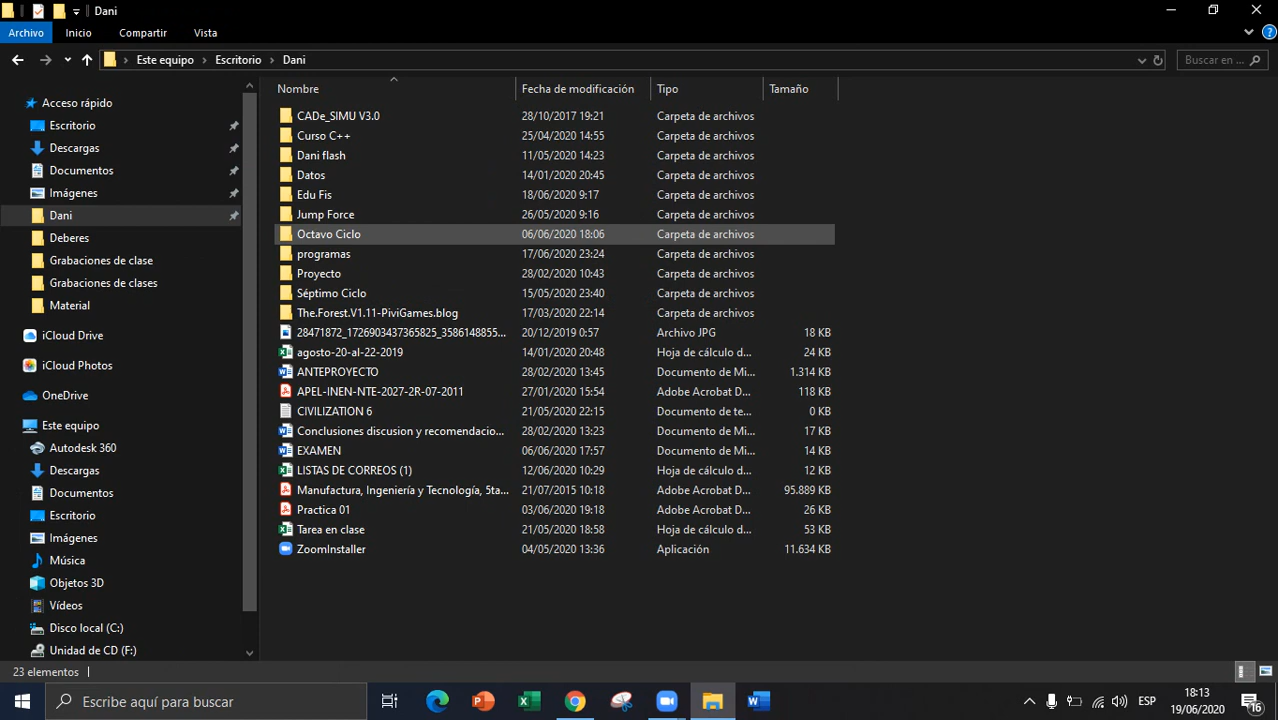 Dani
Archivo Inicio Compartir Vista
Este equipo Escritorio Dani Buscar en ...
Nombre Fecha de modificación Tipo Tamaño
Acceso rápido
Escritorio
Descargas
Documentos
Imágenes
Dani
Deberes
Grabaciones de clase
Grabaciones de clases
Material
iCloud Drive
iCloud Photos
OneDrive
Este equipo
Autodesk 360
Descargas
Documentos
Escritorio
Imágenes
Música
Objetos 3D
Vídeos
Disco local (C:)
Unidad de CD (F:)
CADe_SIMU V3.0 28/10/2017 19:21 Carpeta de archivos
Curso C++ 25/04/2020 14:55 Carpeta de archivos
Dani flash 11/05/2020 14:23 Carpeta de archivos
Datos 14/01/2020 20:45 Carpeta de archivos
Edu Fis 18/06/2020 9:17 Carpeta de archivos
Jump Force 26/05/2020 9:16 Carpeta de archivos
Octavo Ciclo 06/06/2020 18:06 Carpeta de archivos
programas 17/06/2020 23:24 Carpeta de archivos
Proyecto 28/02/2020 10:43 Carpeta de archivos
Séptimo Ciclo 15/05/2020 23:40 Carpeta de archivos
The.Forest.V1.11-PiviGames.blog 17/03/2020 22:14 Carpeta de archivos
28471872_1726903437365825_3586148855... 20/12/2019 0:57 Archivo JPG 18 KB
agosto-20-al-22-2019 14/01/2020 20:48 Hoja de cálculo d... 24 KB
ANTEPROYECTO 28/02/2020 13:45 Documento de Mi... 1.314 KB
APEL-INEN-NTE-2027-2R-07-2011 27/01/2020 15:54 Adobe Acrobat D... 118 KB
CIVILIZATION 6 21/05/2020 22:15 Documento de te... 0 KB
Conclusiones discusion y recomendacio... 28/02/2020 13:23 Documento de Mi... 17 KB
EXAMEN 06/06/2020 17:57 Documento de Mi... 14 KB
LISTAS DE CORREOS (1) 12/06/2020 10:29 Hoja de cálculo d... 12 KB
Manufactura, Ingeniería y Tecnología, 5ta... 21/07/2015 10:18 Adobe Acrobat D... 95.889 KB
Practica 01 03/06/2020 19:18 Adobe Acrobat D... 26 KB
Tarea en clase 21/05/2020 18:58 Hoja de cálculo d... 53 KB
ZoomInstaller 04/05/2020 13:36 Aplicación 11.634 KB
23 elementos
Escribe aquí para buscar
ESP
18:13
19/06/2020
16